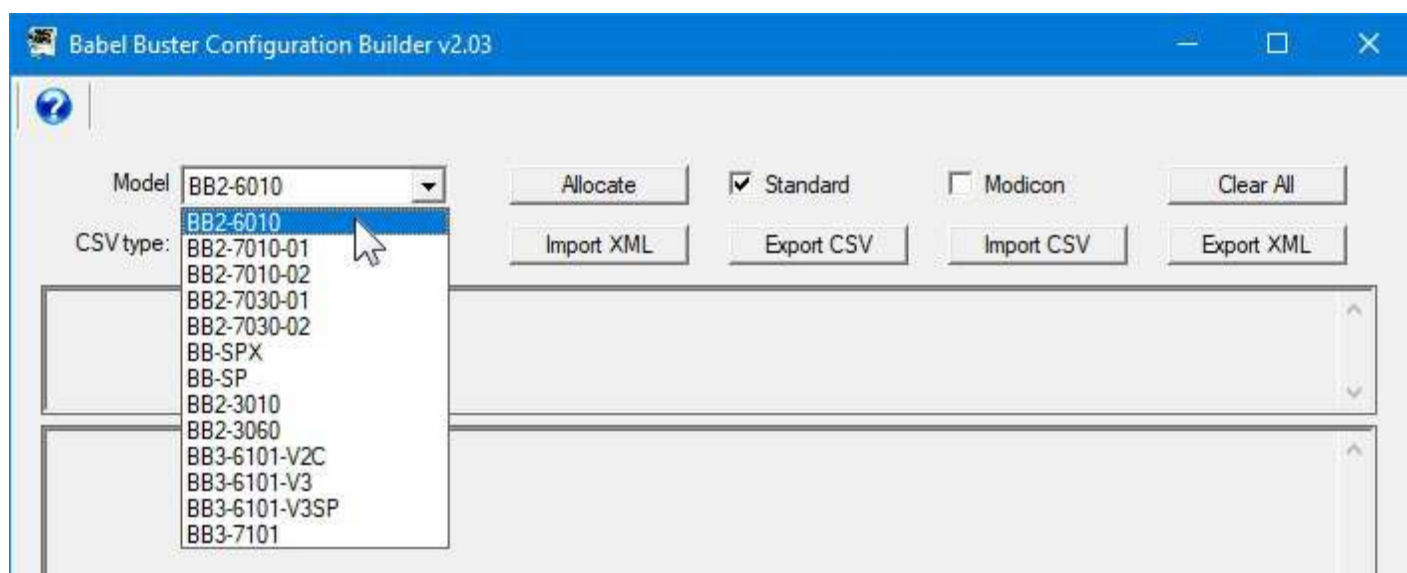 Babel Buster Configuration Builder v2.03
Model BB2-6010 Allocate Standard Modicon Clear All
CSV type: Import XML Export CSV Import CSV Export XML
BB2-6010
BB2-7010-01
BB2-7010-02
BB2-7030-01
BB2-7030-02
BB-SPX
BB-SP
BB2-3010
BB2-3060
BB3-6101-V2C
BB3-6101-V3
BB3-6101-V3SP
BB3-7101